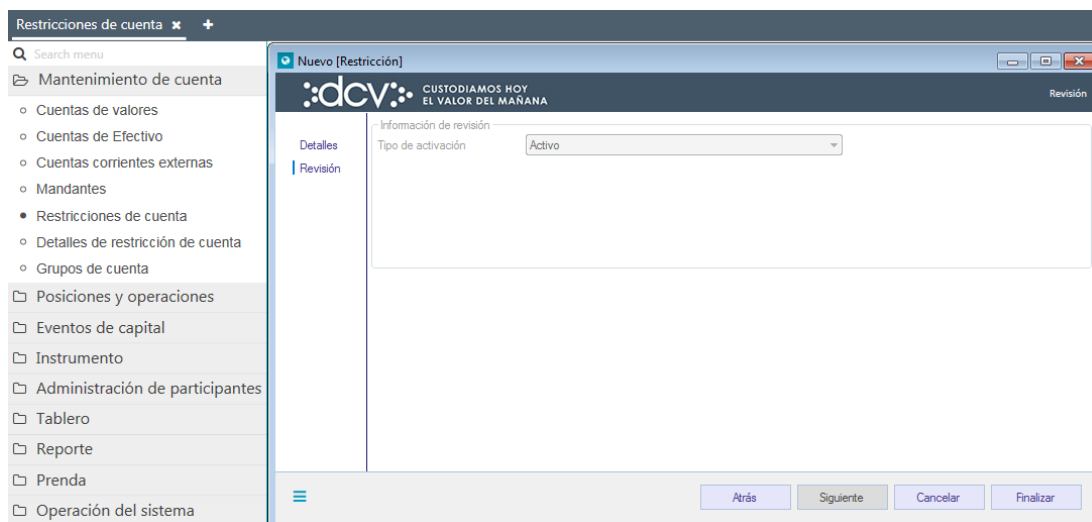 Restricciones de cuenta
Search menu
Mantenimiento de cuenta
Cuentas de valores
Cuentas de Efectivo
Cuentas corrientes externas
Mandantes
Restricciones de cuenta
Detalles de restricción de cuenta
Grupos de cuenta
Posiciones y operaciones
Eventos de capital
Instrumento
Administración de participantes
Tablero
Reporte
Prenda
Operación del sistema
Nuevo [Restricción]
dcv
CUSTODIAMOS HOY
EL VALOR DEL MAÑANA
Revisión
Detalles
Revisión
Información de revisión
Tipo de activación Activo
Atrás Siguiente Cancelar Finalizar